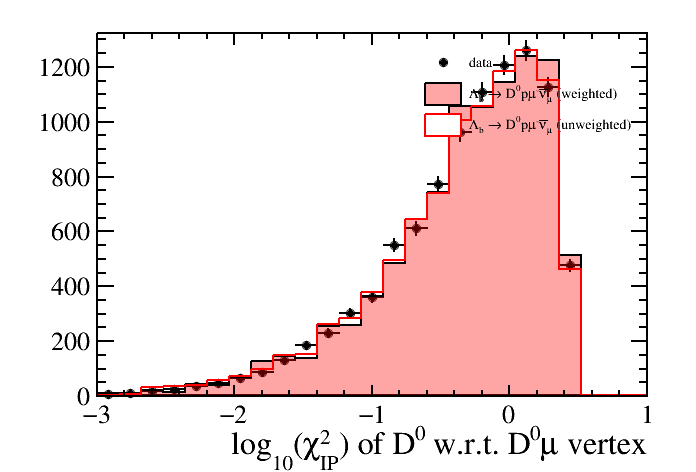 data
Λb → D0pμ ν̄μ (weighted)
Λb → D0pμ ν̄μ (unweighted)
1200
1000
800
600
400
200
0
−3 −2 −1 0 1
log10(χ2IP) of D0 w.r.t. D0μ vertex